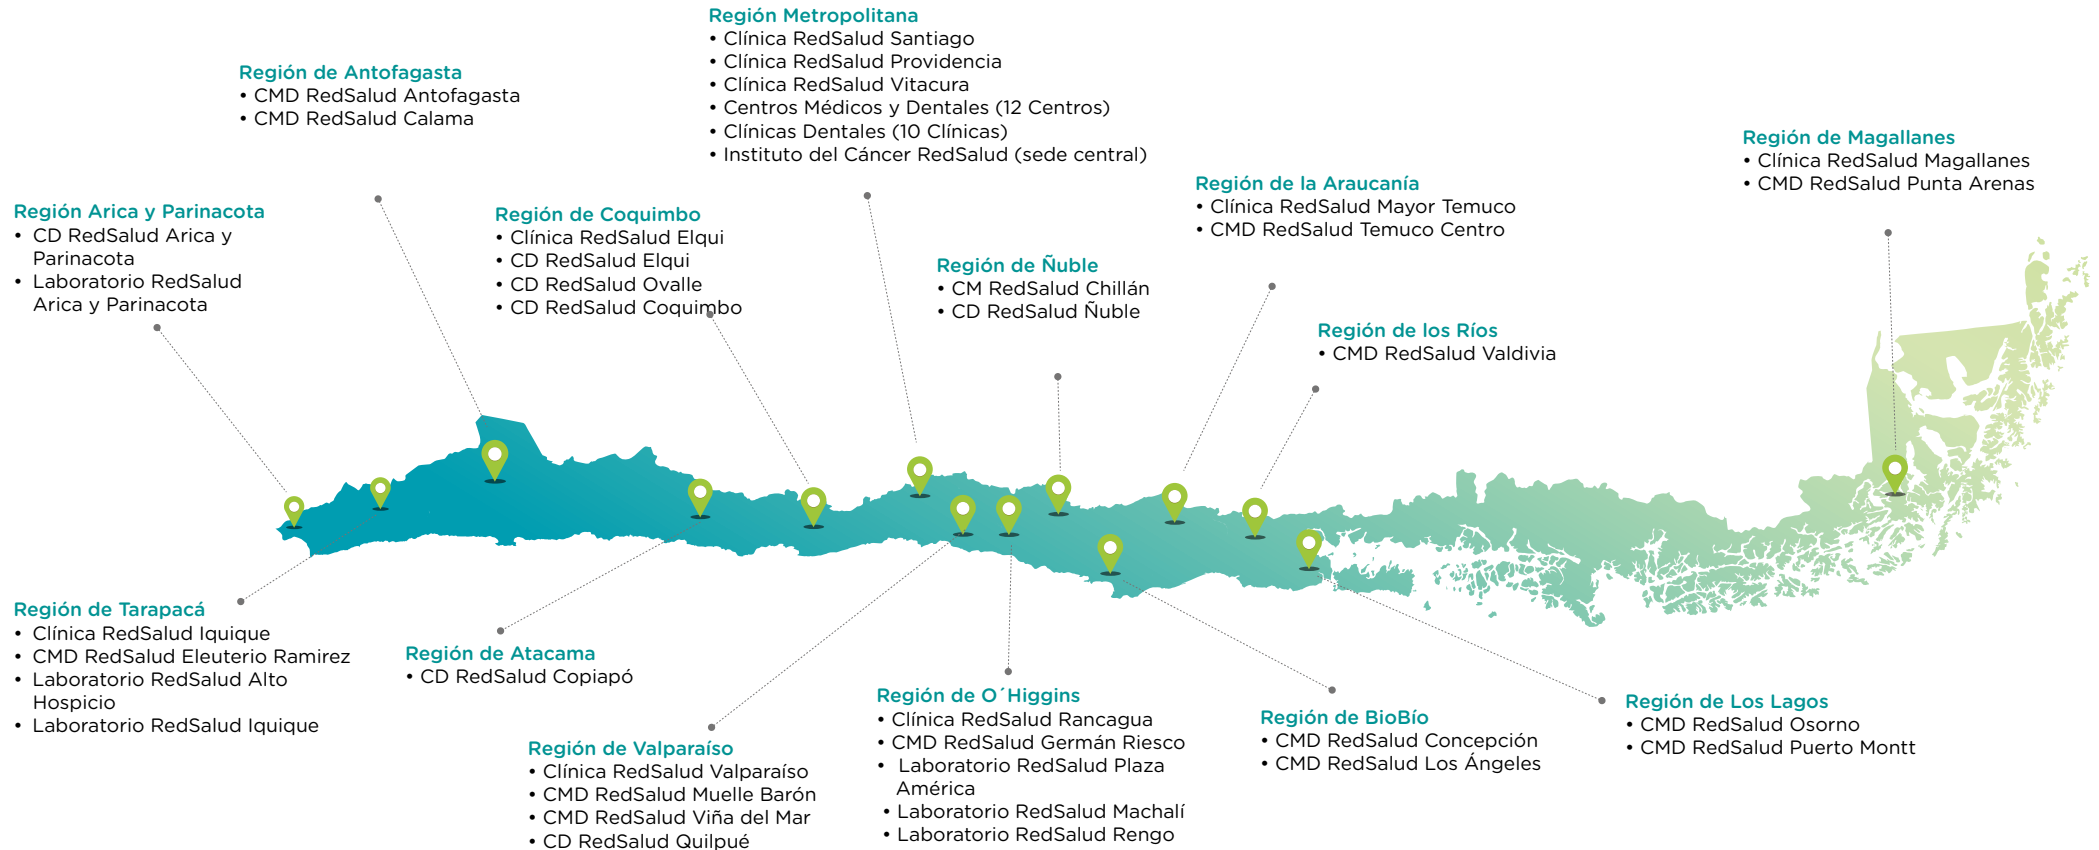 Región Metropolitana
• Clínica RedSalud Santiago
• Clínica RedSalud Providencia
• Clínica RedSalud Vitacura
• Centros Médicos y Dentales (12 Centros)
• Clínicas Dentales (10 Clínicas)
• Instituto del Cáncer RedSalud (sede central)
Región de Antofagasta
• CMD RedSalud Antofagasta
• CMD RedSalud Calama
Región de Magallanes
• Clínica RedSalud Magallanes
• CMD RedSalud Punta Arenas
Región de la Araucanía
• Clínica RedSalud Mayor Temuco
• CMD RedSalud Temuco Centro
Región Arica y Parinacota
• CD RedSalud Arica y
Parinacota
• Laboratorio RedSalud
Arica y Parinacota
Región de Coquimbo
• Clínica RedSalud Elqui
• CD RedSalud Elqui
• CD RedSalud Ovalle
• CD RedSalud Coquimbo
Región de Ñuble
• CM RedSalud Chillán
• CD RedSalud Ñuble
Región de los Ríos
• CMD RedSalud Valdivia
Región de Tarapacá
• Clínica RedSalud Iquique
• CMD RedSalud Eleuterio Ramirez
• Laboratorio RedSalud Alto
Hospicio
• Laboratorio RedSalud Iquique
Región de Atacama
• CD RedSalud Copiapó
Región de Valparaíso
• Clínica RedSalud Valparaíso
• CMD RedSalud Muelle Barón
• CMD RedSalud Viña del Mar
• CD RedSalud Quilpué
Región de O´Higgins
• Clínica RedSalud Rancagua
• CMD RedSalud Germán Riesco
• Laboratorio RedSalud Plaza
América
• Laboratorio RedSalud Machalí
• Laboratorio RedSalud Rengo
Región de BioBío
• CMD RedSalud Concepción
• CMD RedSalud Los Ángeles
Región de Los Lagos
• CMD RedSalud Osorno
• CMD RedSalud Puerto Montt